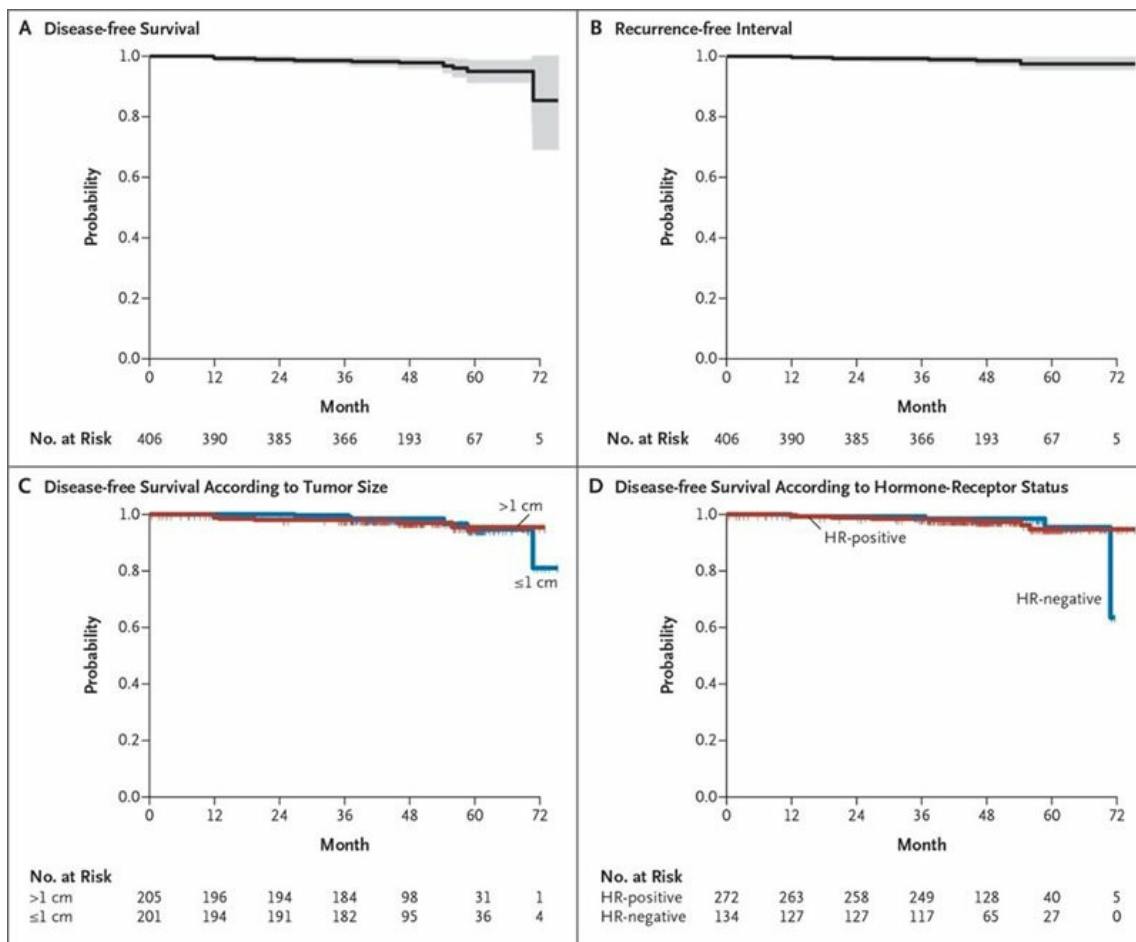 A Disease-free Survival
1.0
0.8
0.6
0.4
0.2
0.0
Probability
0 12 24 36 48 60 72
Month
No. at Risk 406 390 385 366 193 67 5
B Recurrence-free Interval
1.0
0.8
0.6
0.4
0.2
0.0
Probability
0 12 24 36 48 60 72
Month
No. at Risk 406 390 385 366 193 67 5
C Disease-free Survival According to Tumor Size
1.0
0.8
0.6
0.4
0.2
0.0
Probability
>1 cm
≤1 cm
0 12 24 36 48 60 72
Month
No. at Risk
>1 cm 205 196 194 184 98 31 1
≤1 cm 201 194 191 182 95 36 4
D Disease-free Survival According to Hormone-Receptor Status
1.0
0.8
0.6
0.4
0.2
0.0
Probability
HR-positive
HR-negative
0 12 24 36 48 60 72
Month
No. at Risk
HR-positive 272 263 258 249 128 40 5
HR-negative 134 127 127 117 65 27 0